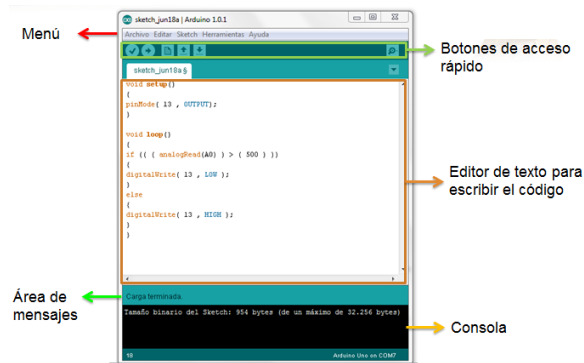 sketch_jun18a | Arduino 1.0.1
Menú
Archivo Editar Sketch Herramientas Ayuda
Botones de acceso
rápido
sketch_jun18a §
void setup()
{
pinMode( 13 , OUTPUT);
}
void loop()
{
if (( ( analogRead(A0) ) > ( 500 ) ))
{
digitalWrite( 13 , LOW );
}
else
{
digitalWrite( 13 , HIGH );
}
}
Editor de texto para
escribir el código
Área de
mensajes
Carga terminada.
Tamaño binario del Sketch: 954 bytes (de un máximo de 32.256 bytes)
Consola
18
Arduino Uno en COM7